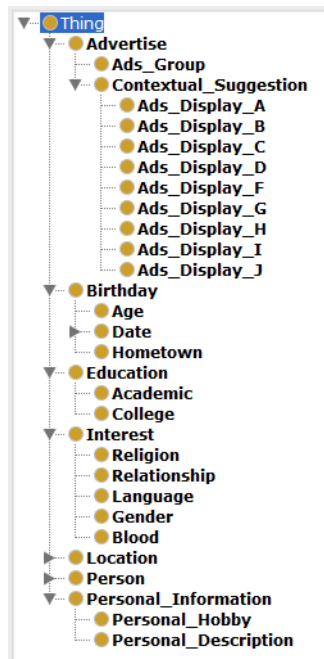 Thing
Advertise
Ads_Group
Contextual_Suggestion
Ads_Display_A
Ads_Display_B
Ads_Display_C
Ads_Display_D
Ads_Display_F
Ads_Display_G
Ads_Display_H
Ads_Display_I
Ads_Display_J
Birthday
Age
Date
Hometown
Education
Academic
College
Interest
Religion
Relationship
Language
Gender
Blood
Location
Person
Personal_Information
Personal_Hobby
Personal_Description